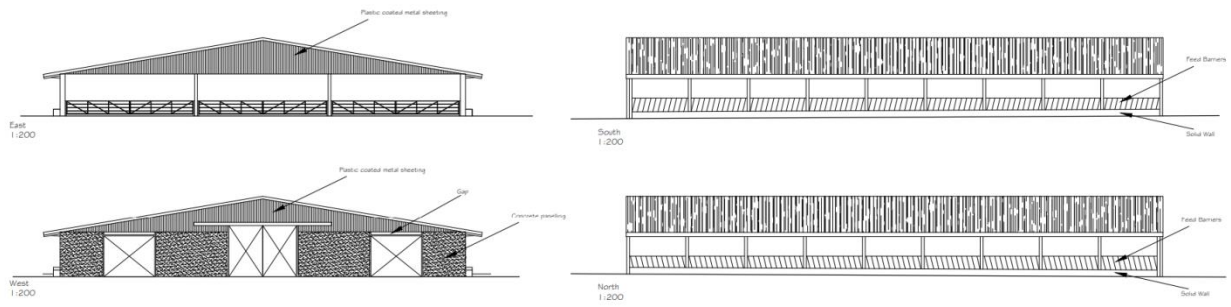 Plastic coated metal sheeting
East
1:200
Feed Barriers
Solid Wall
South
1:200
Plastic coated metal sheeting
Gap
Concrete paneling
West
1:200
Feed Barriers
Solid Wall
North
1:200